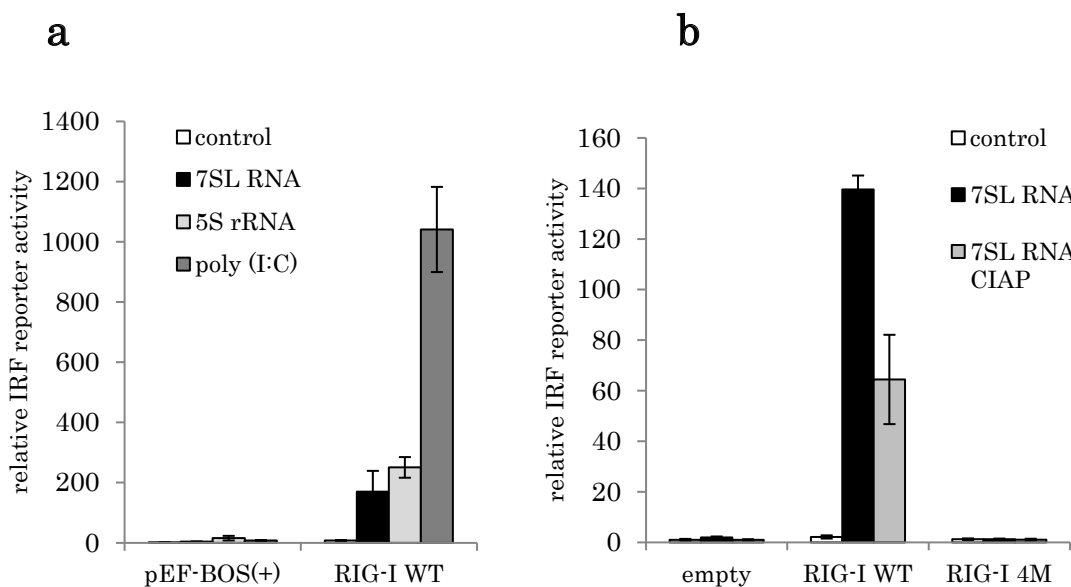 a
relative IRF reporter activity
1400
1200
1000
800
600
400
200
0
control
7SL RNA
5S rRNA
poly (I:C)
pEF-BOS(+)
RIG-I WT
b
relative IRF reporter activity
160
140
120
100
80
60
40
20
0
control
7SL RNA
7SL RNA
CIAP
empty
RIG-I WT
RIG-I 4M